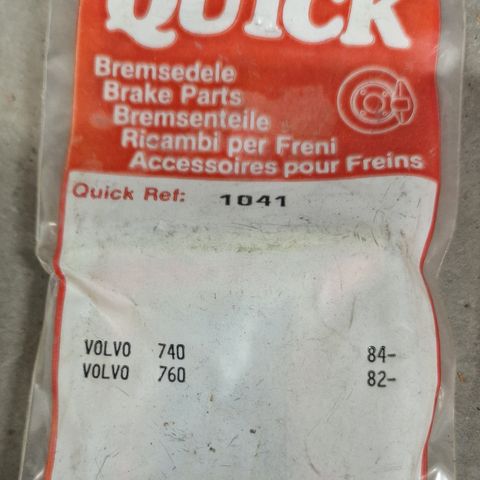 QUICK
Bremsedele
Brake Parts
Bremsenteile
Ricambi per Freni
Accessoires pour Freins
Quick Ref: 1041
VOLVO 740 84-
VOLVO 760 82-